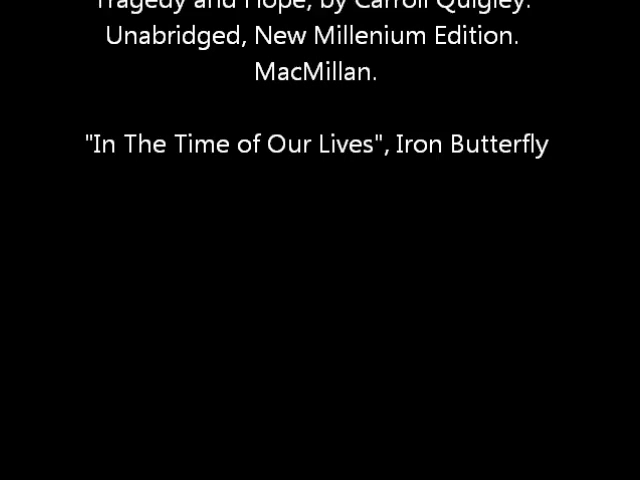 Tragedy and Hope, by Carroll Quigley.
Unabridged, New Millenium Edition.
MacMillan.
"In The Time of Our Lives", Iron Butterfly